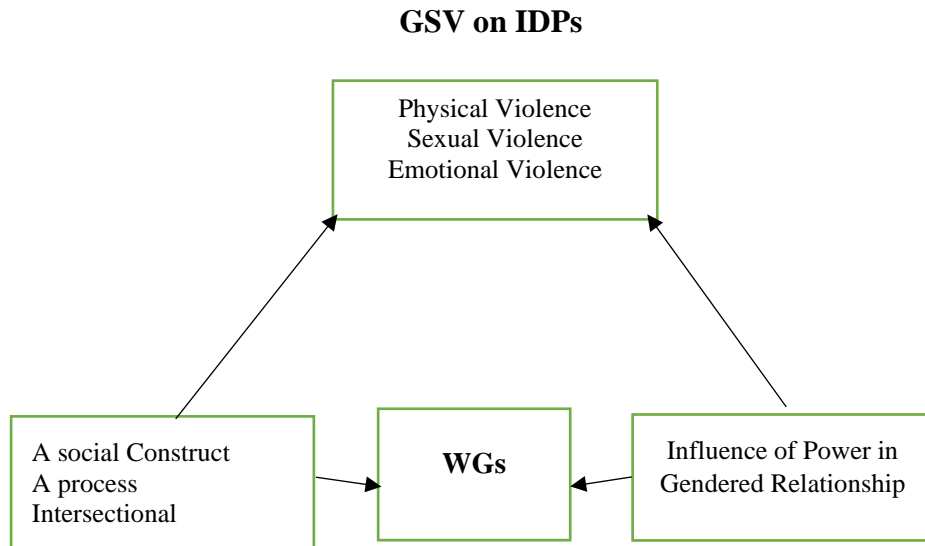 GSV on IDPs
Physical Violence
Sexual Violence
Emotional Violence
A social Construct
A process
Intersectional
WGs
Influence of Power in
Gendered Relationship